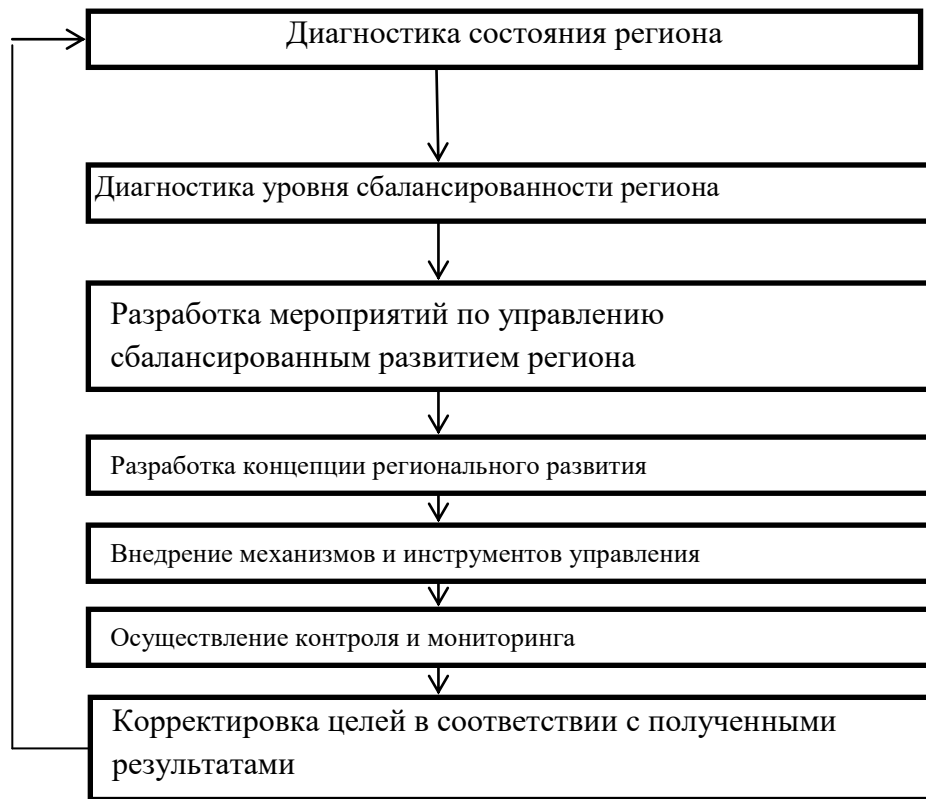 Диагностика состояния региона
Диагностика уровня сбалансированности региона
Разработка мероприятий по управлению
сбалансированным развитием региона
Разработка концепции регионального развития
Внедрение механизмов и инструментов управления
Осуществление контроля и мониторинга
Корректировка целей в соответствии с полученными
результатами